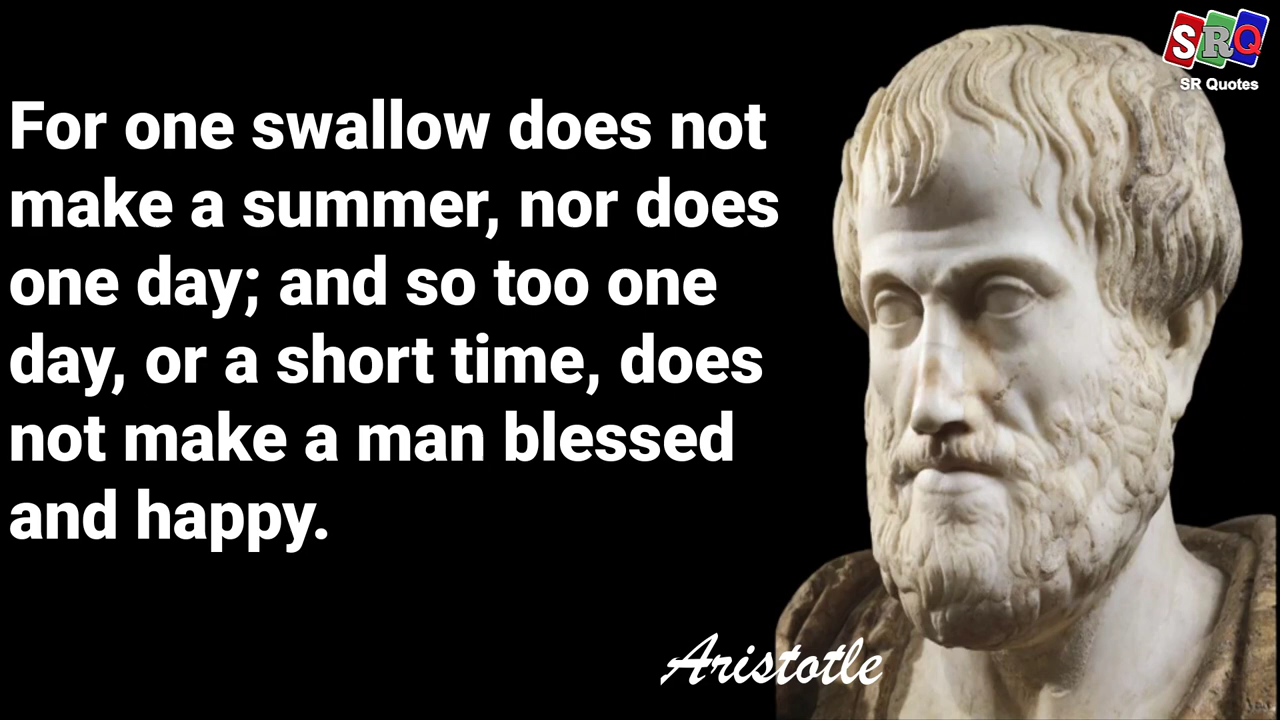 SRQ
SR Quotes
For one swallow does not
make a summer, nor does
one day; and so too one
day, or a short time, does
not make a man blessed
and happy.
Aristotle